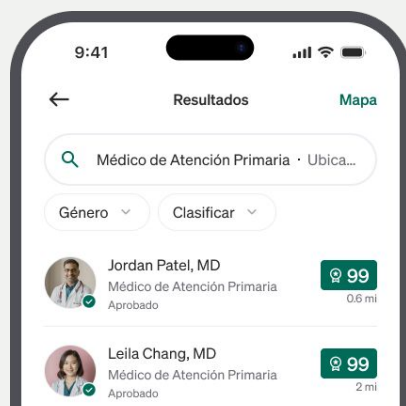 9:41
Resultados
Mapa
Médico de Atención Primaria · Ubica...
Género
Clasificar
Jordan Patel, MD
99
Médico de Atención Primaria
0.6 mi
Aprobado
Leila Chang, MD
99
Médico de Atención Primaria
2 mi
Aprobado